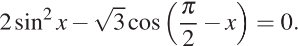 2 sin² x − √3 cos (π/2 − x) = 0.